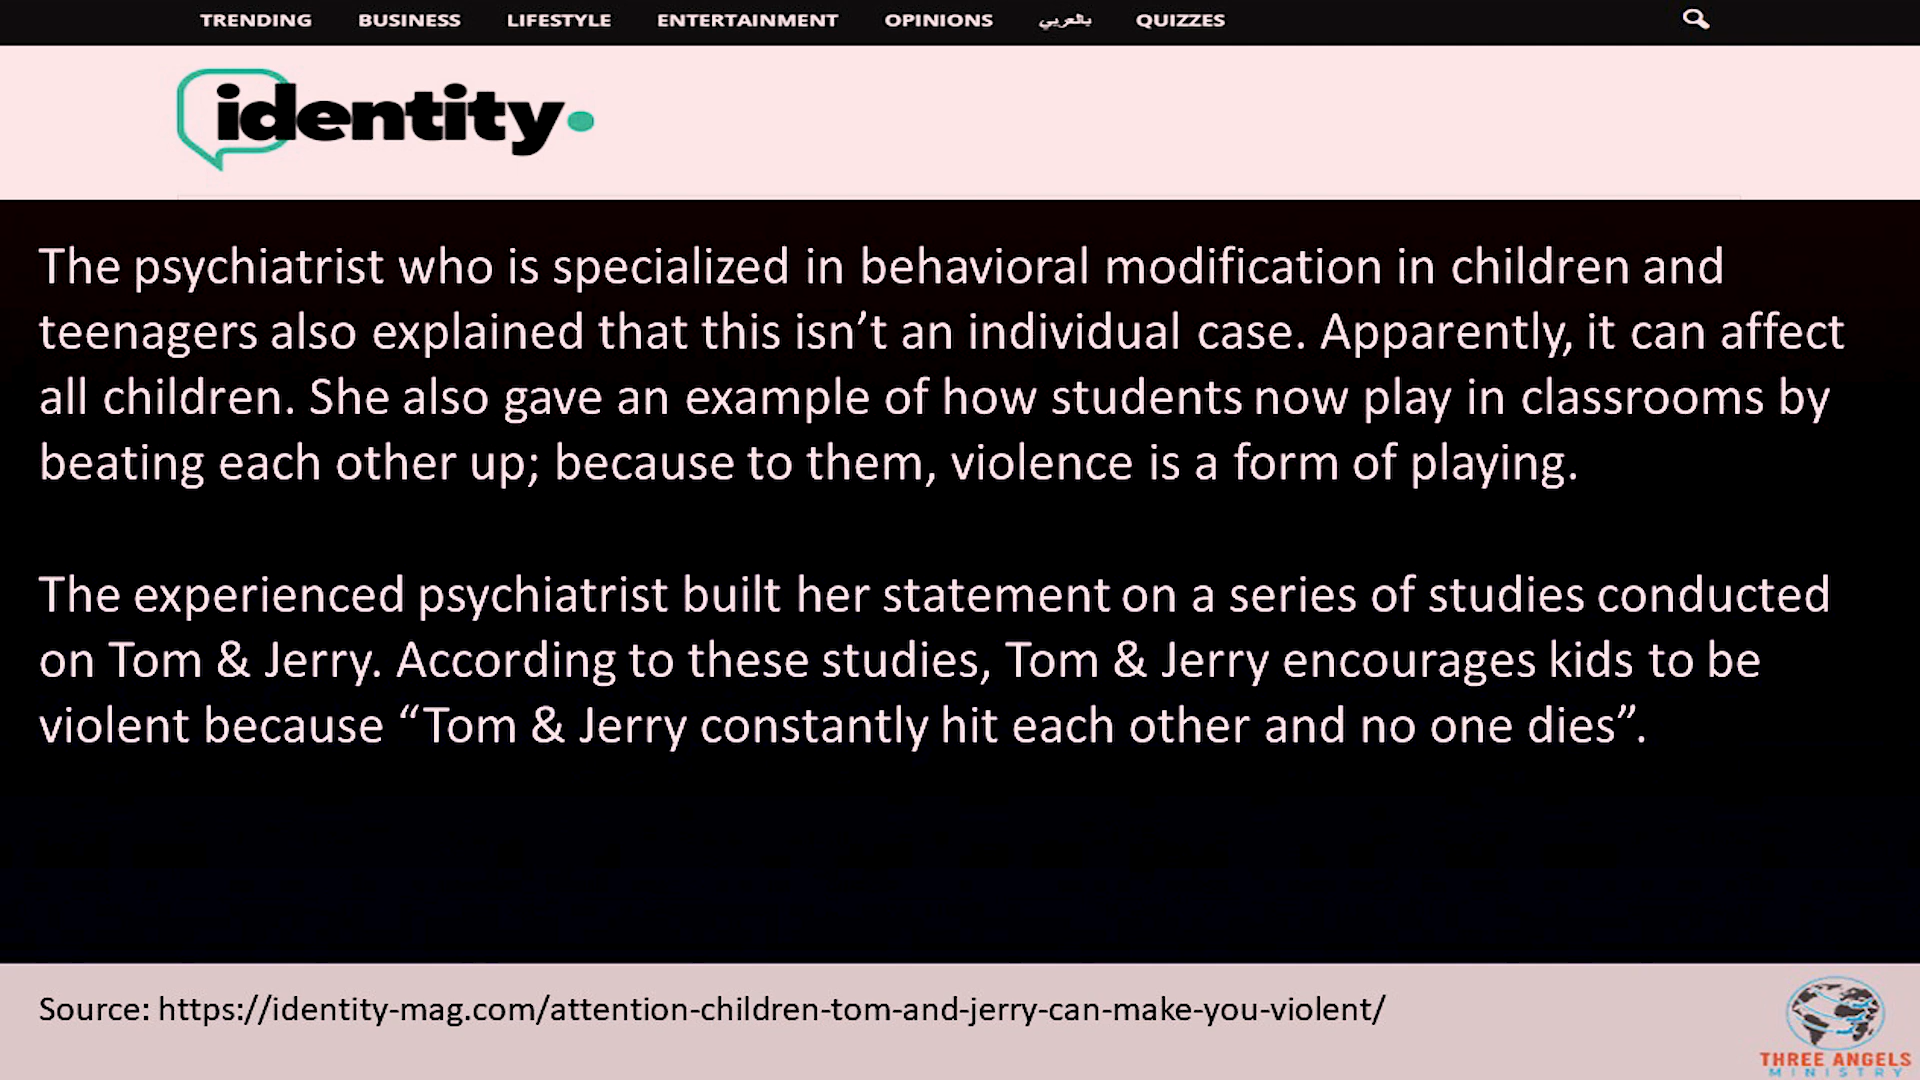 TRENDING BUSINESS LIFESTYLE ENTERTAINMENT OPINIONS بالعربي QUIZZES
identity
The psychiatrist who is specialized in behavioral modification in children and
teenagers also explained that this isn’t an individual case. Apparently, it can affect
all children. She also gave an example of how students now play in classrooms by
beating each other up; because to them, violence is a form of playing.
The experienced psychiatrist built her statement on a series of studies conducted
on Tom & Jerry. According to these studies, Tom & Jerry encourages kids to be
violent because “Tom & Jerry constantly hit each other and no one dies”.
Source: https://identity-mag.com/attention-children-tom-and-jerry-can-make-you-violent/
THREE ANGELS
MINISTRY